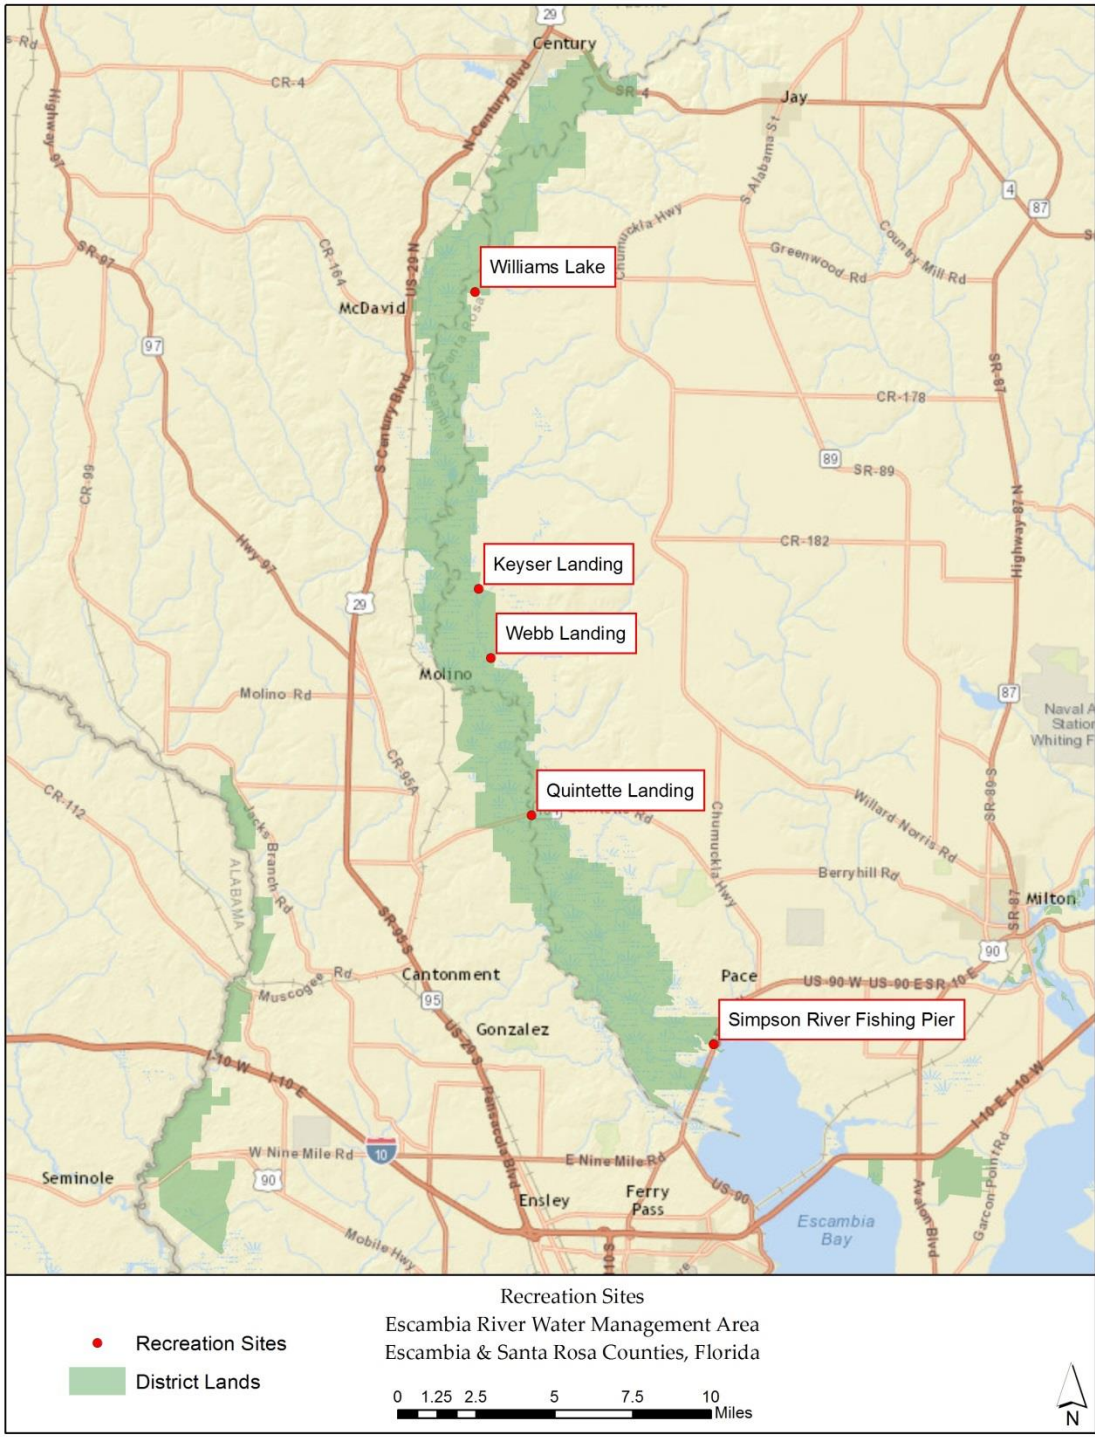 29
Century
s Rd
CR-4
SR-4
Jay
Highway 97
N Century Blvd
S Alabama St
4
87
Chumuckla Hwy
SR-97
CR-164
US-29 N
Greenwood Rd
Country Mill Rd
Williams Lake
McDavid
Santa Rosa
Escambia
97
SR-87
S Century Blvd
CR-178
89
SR-89
CR-99
Highway 87 N
Hwy 97
CR-182
Keyser Landing
29
Webb Landing
Molino
Molino Rd
87
Naval A
Station
Whiting F
CR-95A
CR-112
Quintette Landing
Rd
Jacks Branch Rd
Chumuckla Hwy
Willard Norris Rd
SR-89 S
ALABAMA
Berryhill Rd
SR-87
Milton
SR-95 S
90
Cantonment
Pace
Muscogee Rd
95
US-90 W US-90 E SR-10 E
Gonzalez
Simpson River Fishing Pier
US-29 S
I-10 W
I-10 E
I-10 E I-10 W
Pensacola Blvd
W Nine Mile Rd
10
E Nine Mile Rd
Garcon Point Rd
Seminole
90
US-90
Ensley
Ferry
Pass
Avalon Blvd
Mobile Hwy
Escambia
Bay
Recreation Sites
Escambia River Water Management Area
Escambia & Santa Rosa Counties, Florida
Recreation Sites
District Lands
0 1.25 2.5 5 7.5 10
Miles
N